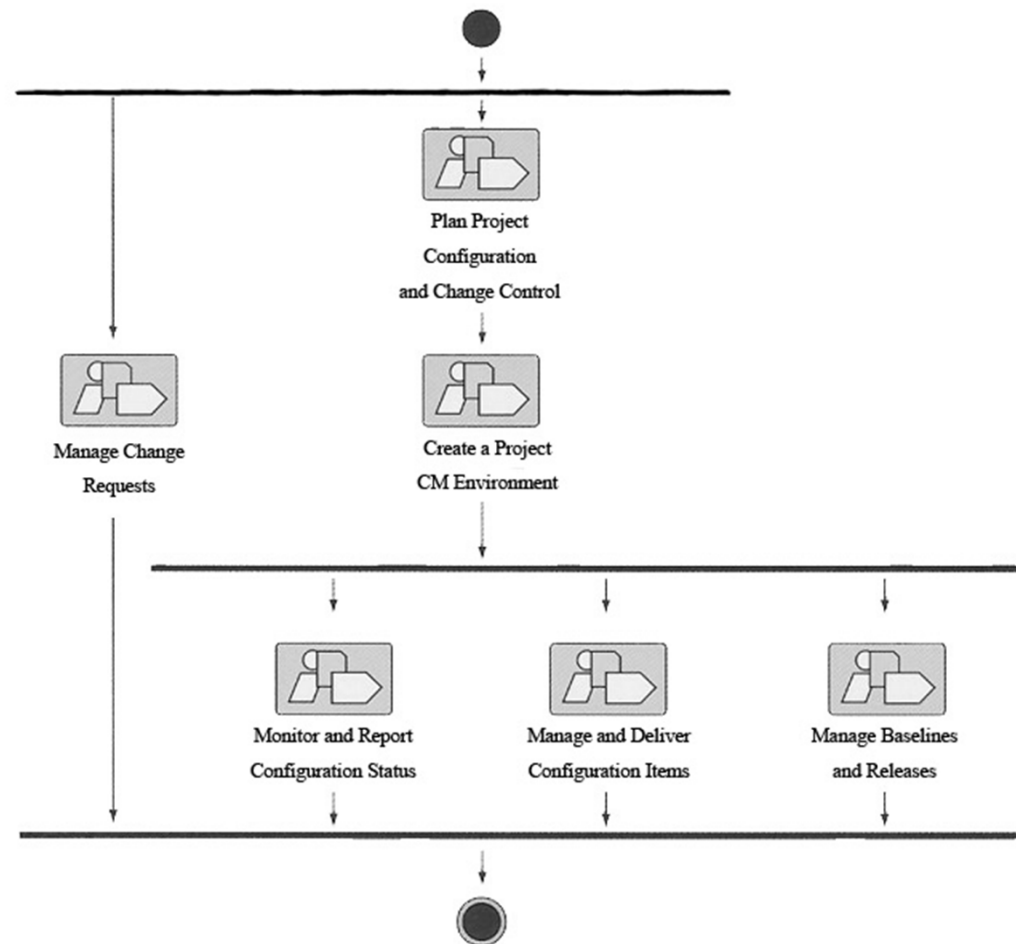 Plan Project
Configuration
and Change Control
Manage Change
Requests
Create a Project
CM Environment
Monitor and Report
Configuration Status
Manage and Deliver
Configuration Items
Manage Baselines
and Releases